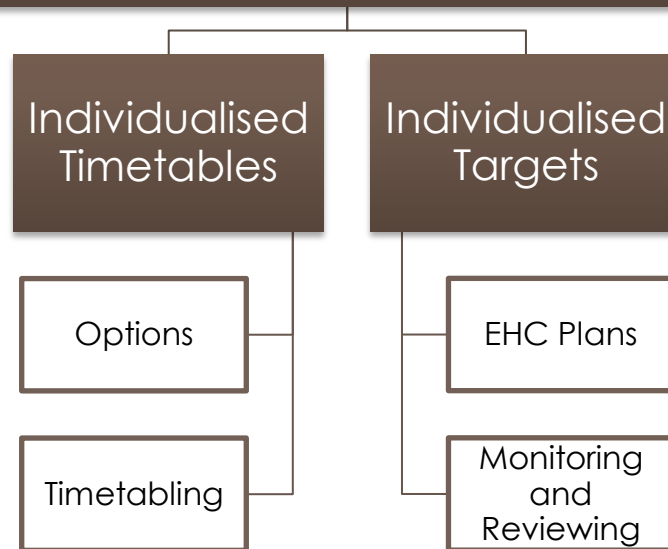 Individualised
Timetables
Individualised
Targets
Options
EHC Plans
Timetabling
Monitoring
and
Reviewing